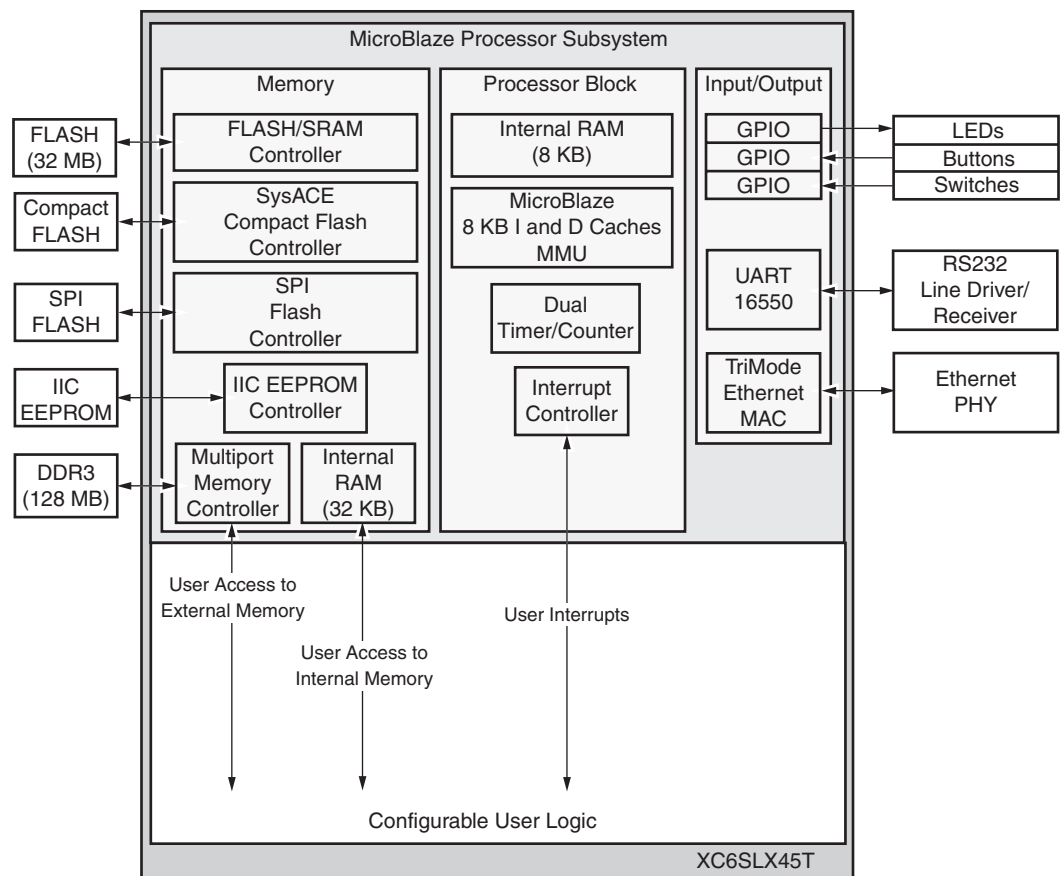 MicroBlaze Processor Subsystem
Memory
FLASH/SRAM
Controller
SysACE
Compact Flash
Controller
SPI
Flash
Controller
IIC EEPROM
Controller
Multiport
Memory
Controller
Internal
RAM
(32 KB)
Processor Block
Internal RAM
(8 KB)
MicroBlaze
8 KB I and D Caches
MMU
Dual
Timer/Counter
Interrupt
Controller
Input/Output
GPIO
GPIO
GPIO
UART
16550
TriMode
Ethernet
MAC
FLASH
(32 MB)
Compact
FLASH
SPI
FLASH
IIC
EEPROM
DDR3
(128 MB)
LEDs
Buttons
Switches
RS232
Line Driver/
Receiver
Ethernet
PHY
User Access to
External Memory
User Access to
Internal Memory
User Interrupts
Configurable User Logic
XC6SLX45T